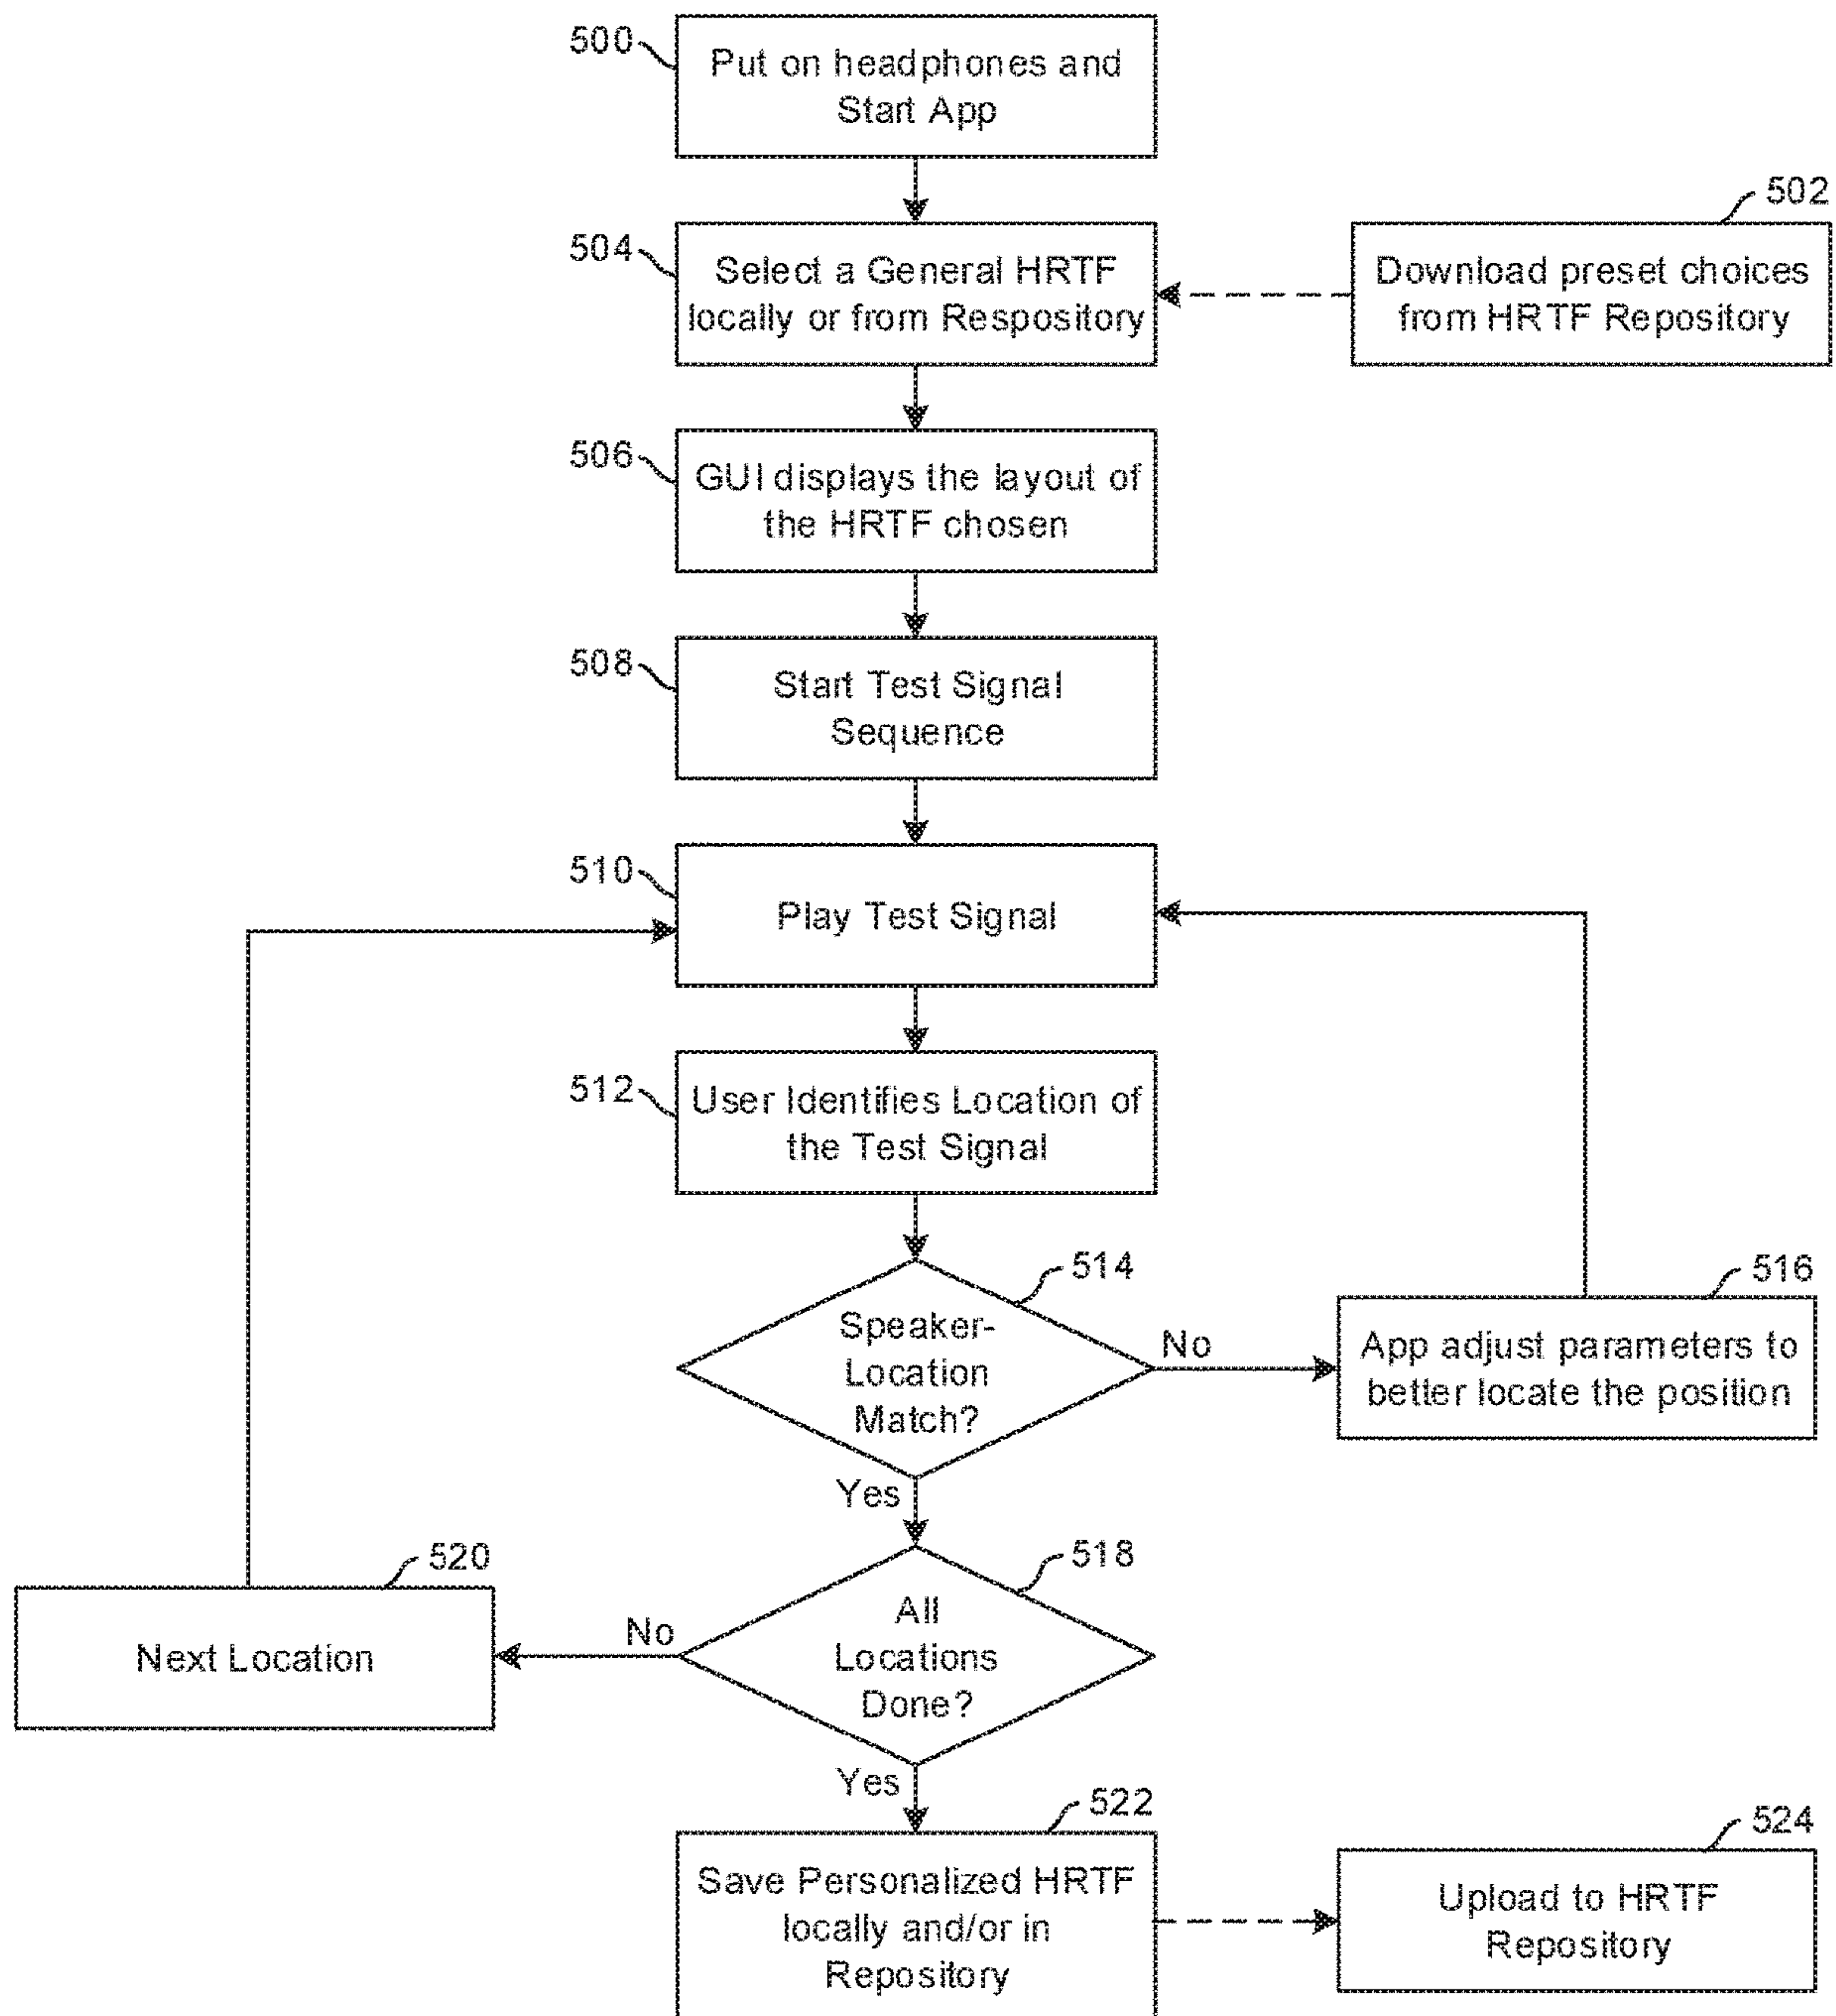 500
Put on headphones and
Start App
502
504
Select a General HRTF
locally or from Respository
Download preset choices
from HRTF Repository
506
GUI displays the layout of
the HRTF chosen
508
Start Test Signal
Sequence
510
Play Test Signal
512
User Identifies Location of
the Test Signal
514
Speaker-
Location
Match?
No
516
App adjust parameters to
better locate the position
Yes
518
All
Locations
Done?
No
520
Next Location
Yes
522
Save Personalized HRTF
locally and/or in
Repository
524
Upload to HRTF
Repository